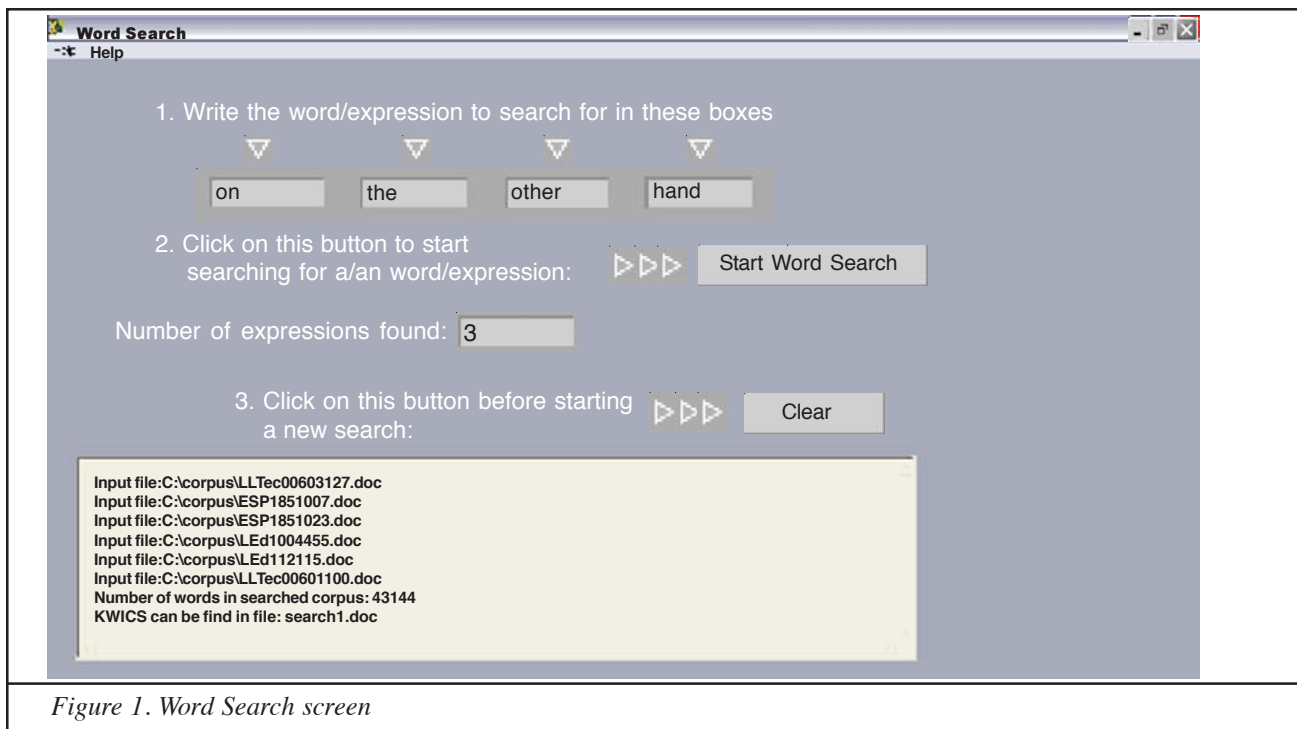 Word Search
Help
1. Write the word/expression to search for in these boxes
on the other hand
2. Click on this button to start
searching for a/an word/expression:
Start Word Search
Number of expressions found: 3
3. Click on this button before starting
a new search:
Clear
Input file:C:\corpus\LLTec00603127.doc
Input file:C:\corpus\ESP1851007.doc
Input file:C:\corpus\ESP1851023.doc
Input file:C:\corpus\LEd1004455.doc
Input file:C:\corpus\LEd112115.doc
Input file:C:\corpus\LLTec00601100.doc
Number of words in searched corpus: 43144
KWICS can be find in file: search1.doc
Figure 1. Word Search screen